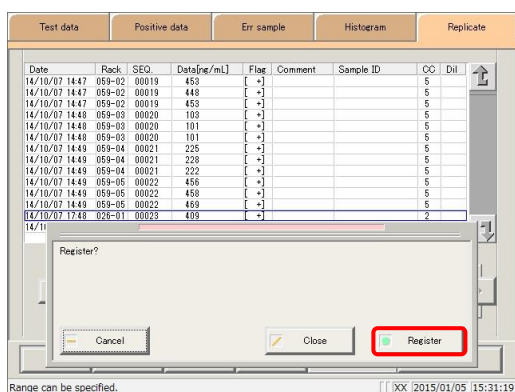 Test data Positive data Err sample Histogram Replicate
Date Rack SEQ. Data[ng/mL] Flag Comment Sample ID CC Dil
14/10/07 14:47 059-02 00019 453 [ +] 5
14/10/07 14:47 059-02 00019 448 [ +] 5
14/10/07 14:47 059-02 00019 453 [ +] 5
14/10/07 14:48 059-03 00020 103 [ +] 5
14/10/07 14:48 059-03 00020 101 [ +] 5
14/10/07 14:48 059-03 00020 101 [ +] 5
14/10/07 14:49 059-04 00021 225 [ +] 5
14/10/07 14:49 059-04 00021 228 [ +] 5
14/10/07 14:49 059-04 00021 222 [ +] 5
14/10/07 14:49 059-05 00022 456 [ +] 5
14/10/07 14:49 059-05 00022 458 [ +] 5
14/10/07 14:49 059-05 00022 469 [ +] 5
14/10/07 17:48 026-01 00023 409 [ +] 2
Register?
Cancel Close Register
Range can be specified. XX 2015/01/05 15:31:19